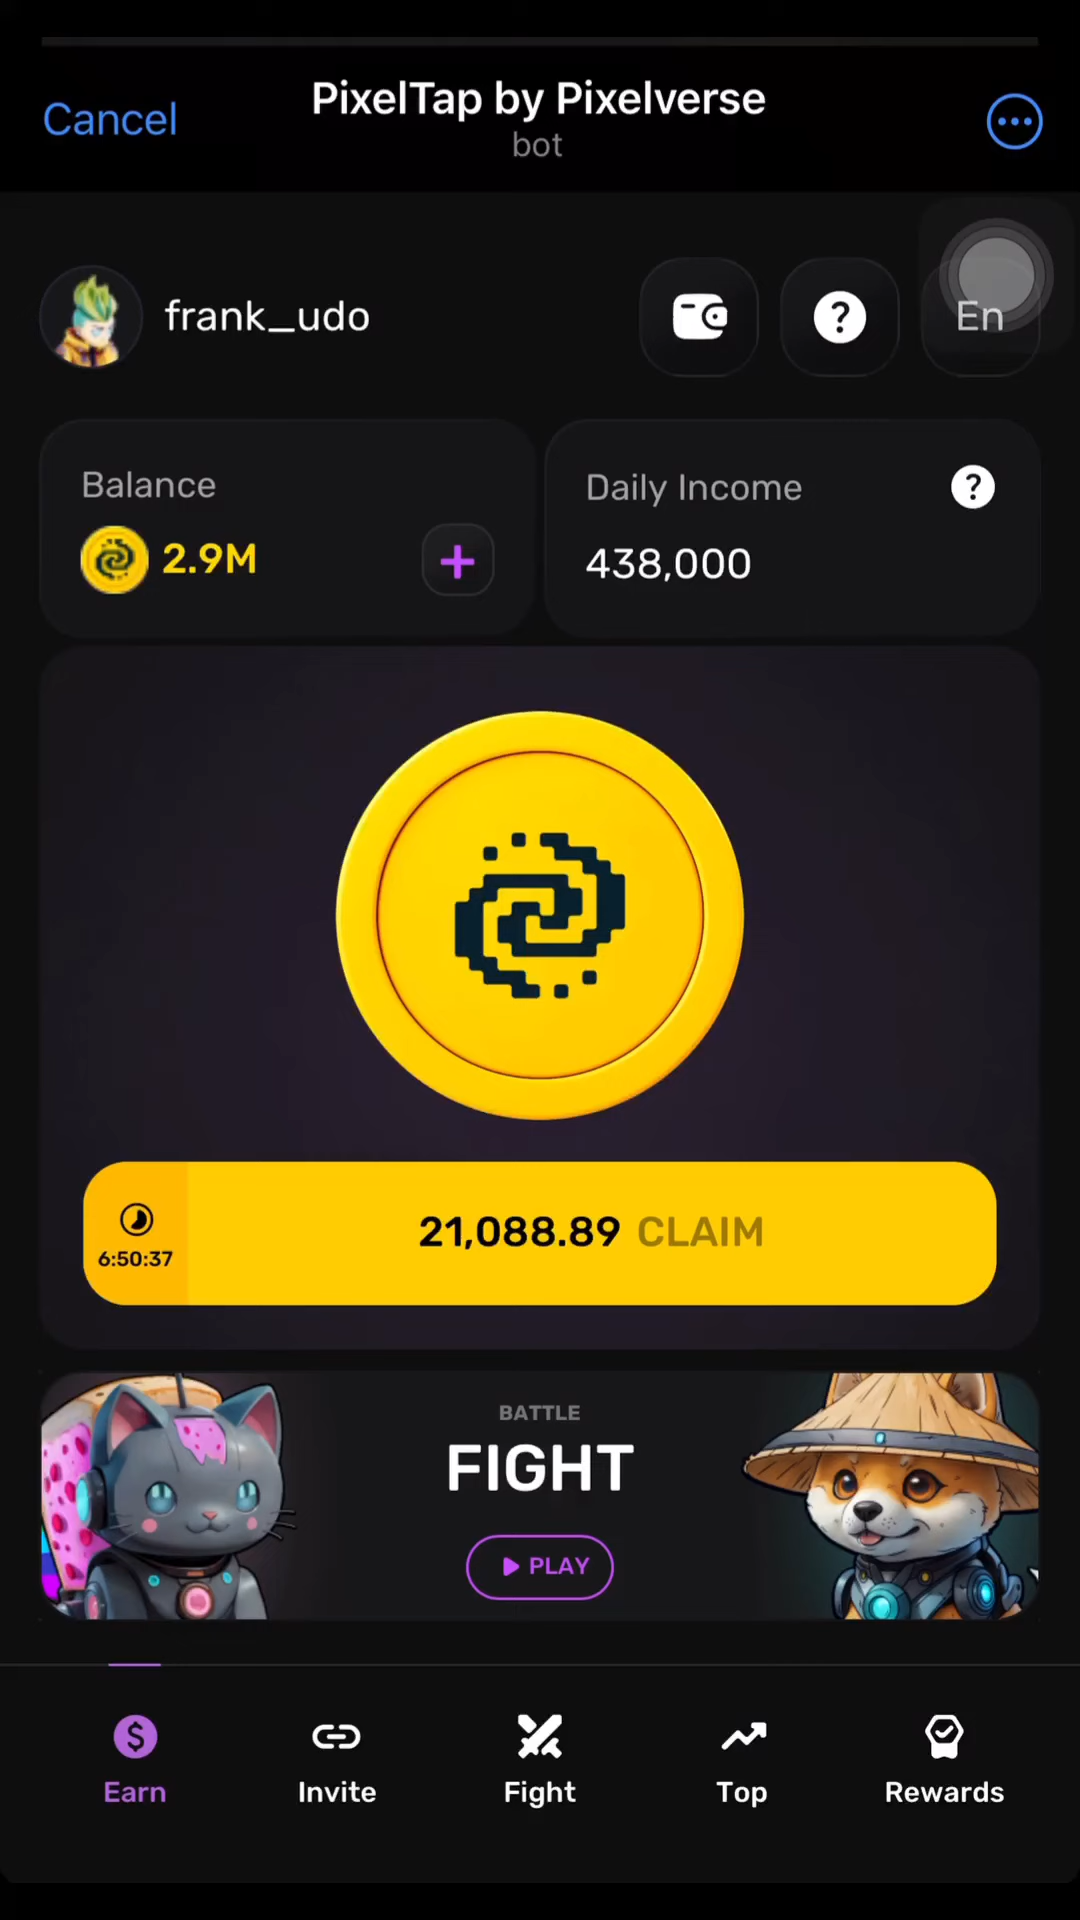 Cancel
PixelTap by Pixelverse
bot
frank_udo
?
En
Balance
2.9M
+
Daily Income
?
438,000
6:50:37
21,088.89 CLAIM
BATTLE
FIGHT
PLAY
$
Earn
Invite
Fight
Top
Rewards